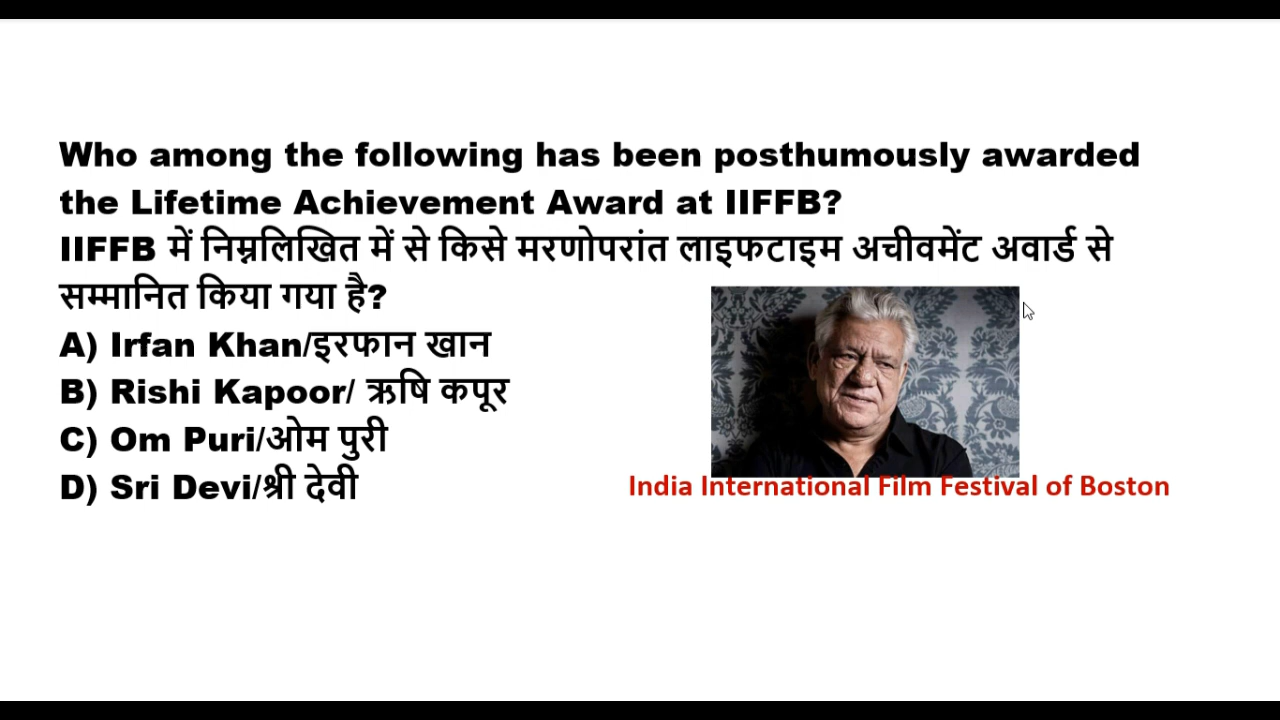 Who among the following has been posthumously awarded
the Lifetime Achievement Award at IIFFB?
IIFFB में निम्नलिखित में से किसे मरणोपरांत लाइफटाइम अचीवमेंट अवार्ड से
सम्मानित किया गया है?
A) Irfan Khan/इरफान खान
B) Rishi Kapoor/ ऋषि कपूर
C) Om Puri/ओम पुरी
D) Sri Devi/श्री देवी
India International Film Festival of Boston